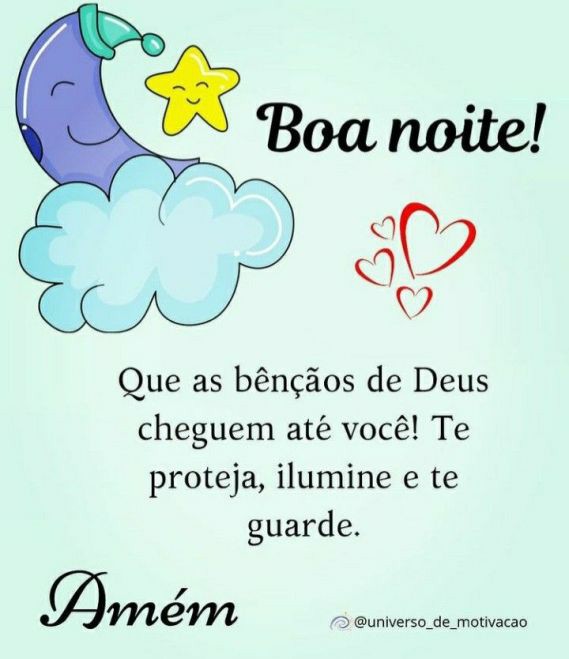 Boa noite!
Que as bênçãos de Deus
cheguem até você! Te
proteja, ilumine e te
guarde.
Amém
@universo_de_motivacao